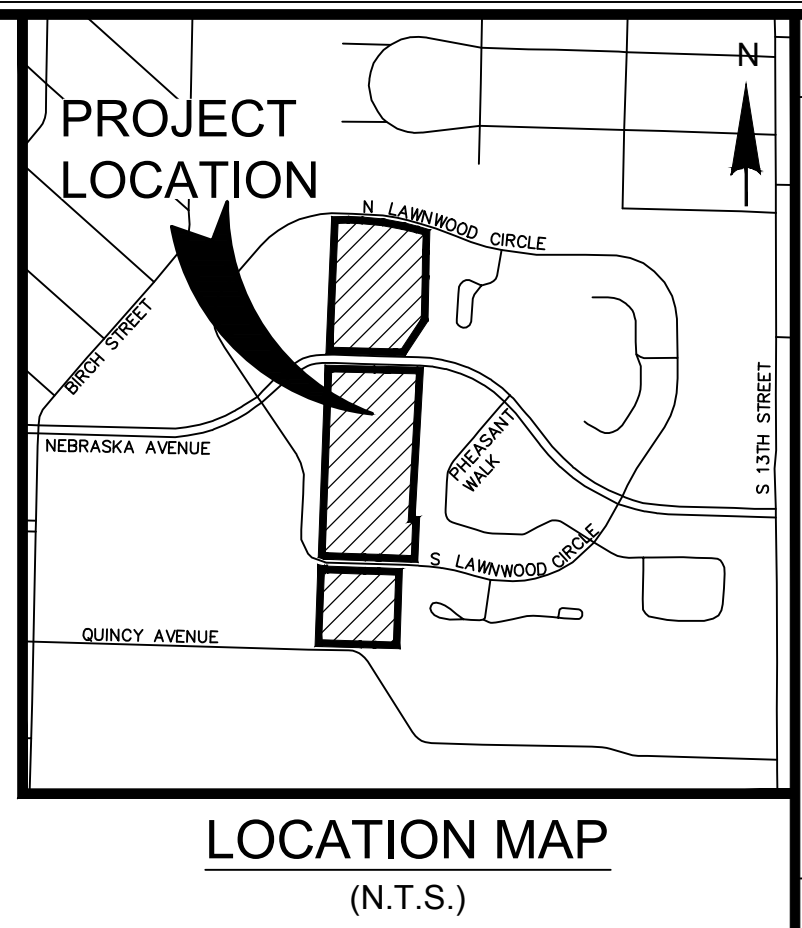 N
PROJECT
LOCATION
N LAWNWOOD CIRCLE
BIRCH STREET
S 13TH STREET
NEBRASKA AVENUE
PHEASANT
WALK
S LAWNWOOD CIRCLE
QUINCY AVENUE
LOCATION MAP
(N.T.S.)